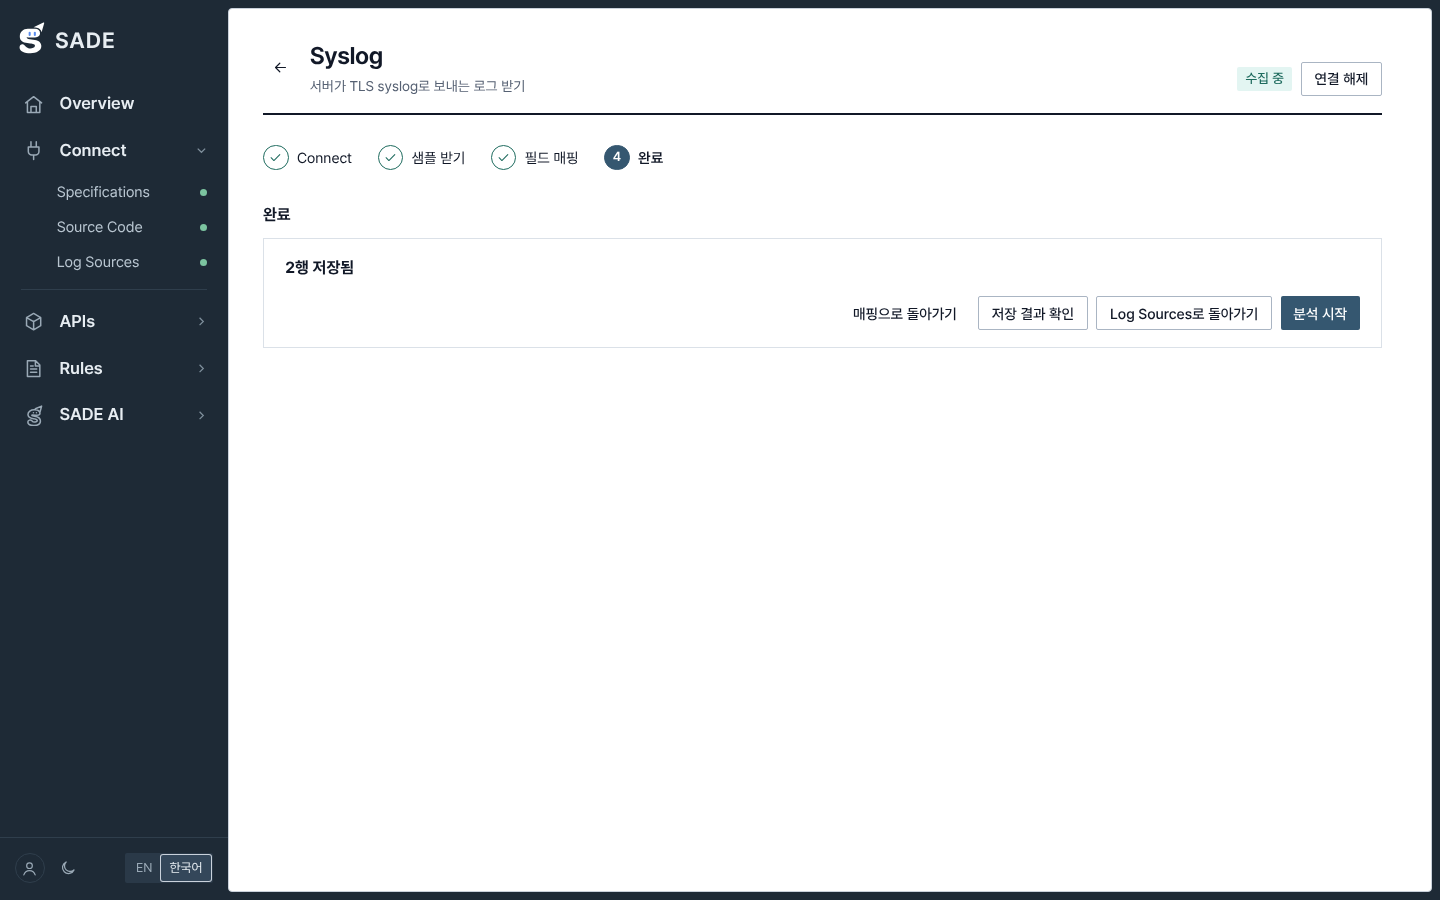 SADE
Overview
Connect
Specifications
Source Code
Log Sources
APIs
Rules
SADE AI
EN 한국어
Syslog
서버가 TLS syslog로 보내는 로그 받기
수집 중 연결 해제
Connect 샘플 받기 필드 매핑 4 완료
완료
2행 저장됨
매핑으로 돌아가기 저장 결과 확인 Log Sources로 돌아가기 분석 시작